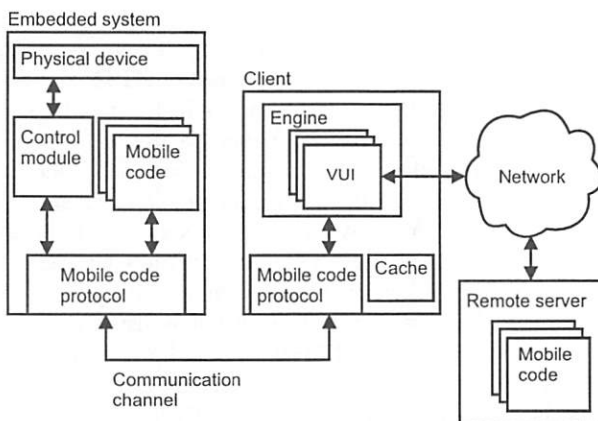 Embedded system
Physical device
Control
module
Mobile
code
Mobile code
protocol
Client
Engine
VUI
Mobile code
protocol
Cache
Network
Remote server
Mobile
code
Communication
channel